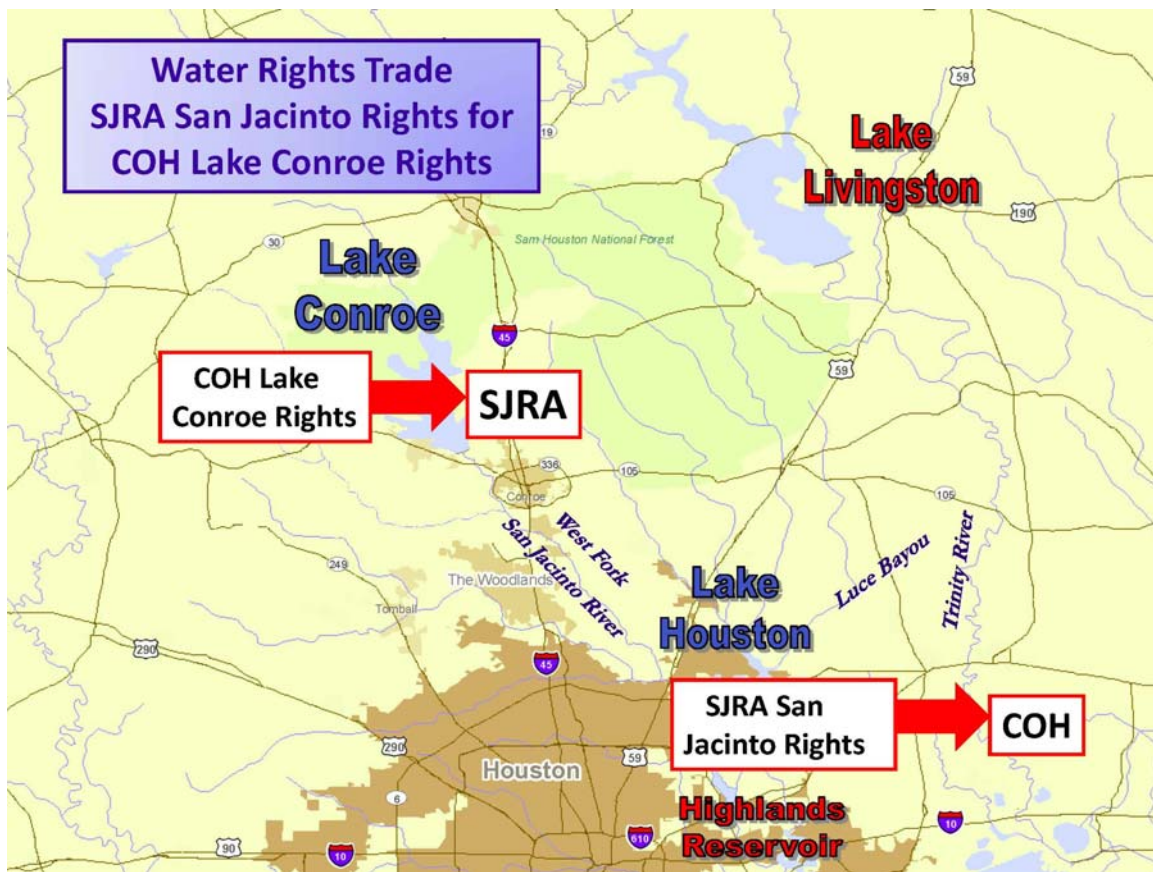 Water Rights Trade
SJRA San Jacinto Rights for
COH Lake Conroe Rights
59
19
Lake
Livingston
190
30
Sam Houston National Forest
Lake
Conroe
45
59
COH Lake
Conroe Rights
SJRA
336
105
Conroe
105
West Fork
San Jacinto River
249
The Woodlands
Tomball
Lake
Houston
Luce Bayou
Trinity River
290
45
SJRA San
Jacinto Rights
COH
290
59
Houston
6
Highlands
Reservoir
10
610
90
10